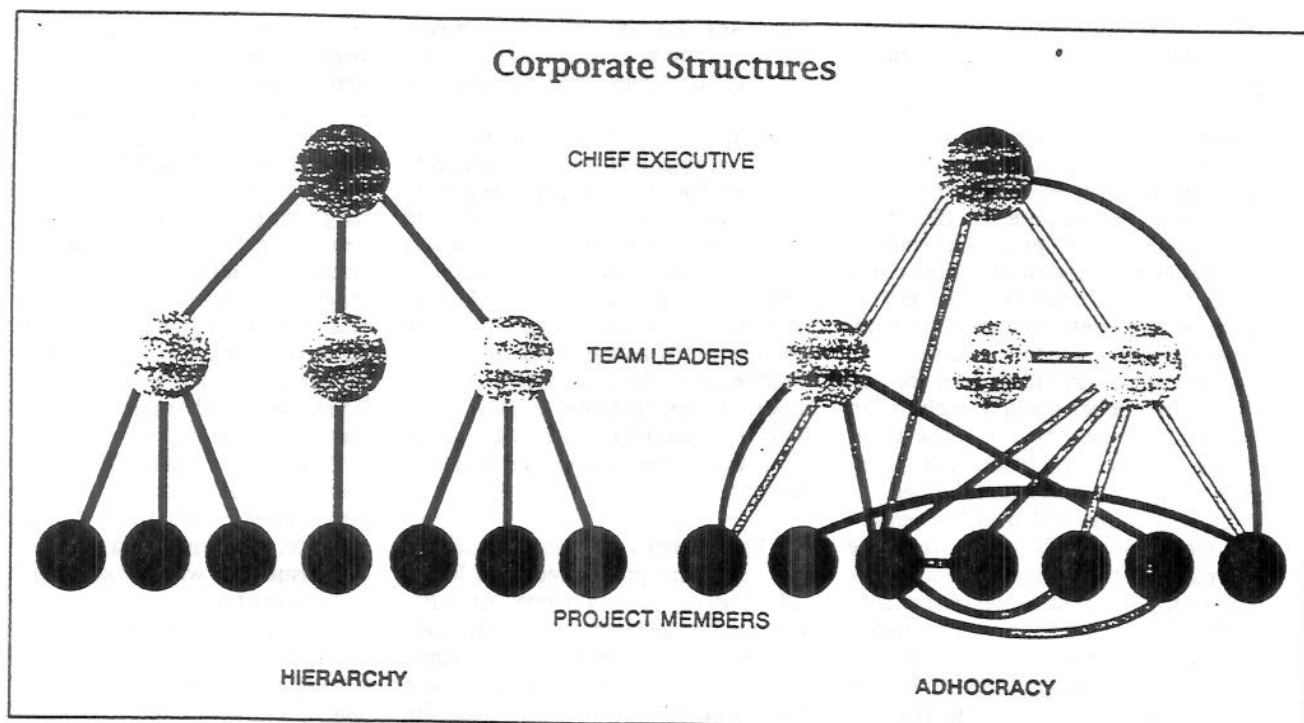 Corporate Structures
CHIEF EXECUTIVE
TEAM LEADERS
PROJECT MEMBERS
HIERARCHY
ADHOCRACY